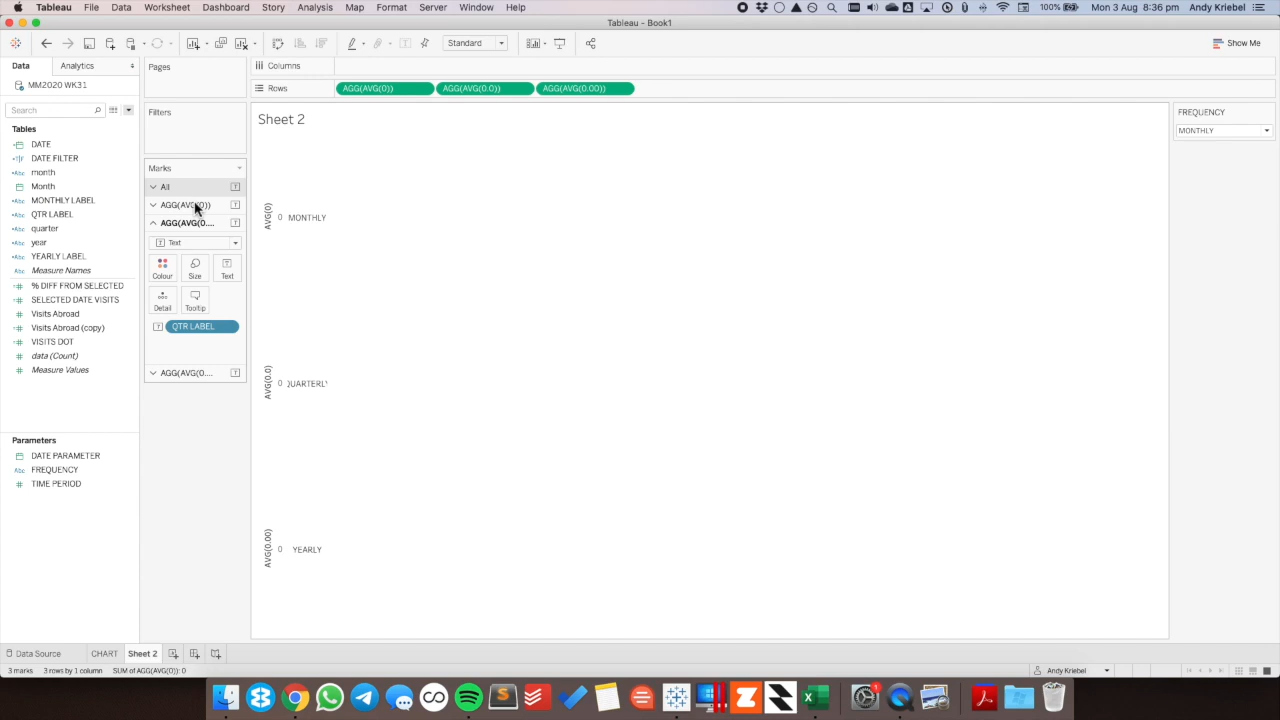 Tableau File Data Worksheet Dashboard Story Analysis Map Format Server Window Help 100% Mon 3 Aug 8:36 pm Andy Kriebel
Tableau - Book1
Standard Show Me
Data Analytics Pages Columns
MM2020 WK31 Rows AGG(AVG(0)) AGG(AVG(0.0)) AGG(AVG(0.00))
Search Filters FREQUENCY
Tables Sheet 2 MONTHLY
DATE
DATE FILTER
month Marks
Month All
MONTHLY LABEL AGG(AVG(0))
QTR LABEL AGG(AVG(0.... AVG(0) 0 MONTHLY
quarter
year Text
YEARLY LABEL
Measure Names Colour Size Text
% DIFF FROM SELECTED
SELECTED DATE VISITS
Visits Abroad Detail Tooltip
Visits Abroad (copy) QTR LABEL
VISITS DOT
data (Count)
Measure Values AGG(AVG(0.... AVG(0.0) 0 QUARTERLY
Parameters
DATE PARAMETER
FREQUENCY
TIME PERIOD
AVG(0.00) 0 YEARLY
Data Source CHART Sheet 2
3 marks 3 rows by 1 column SUM of AGG(AVG(0)): 0 Andy Kriebel